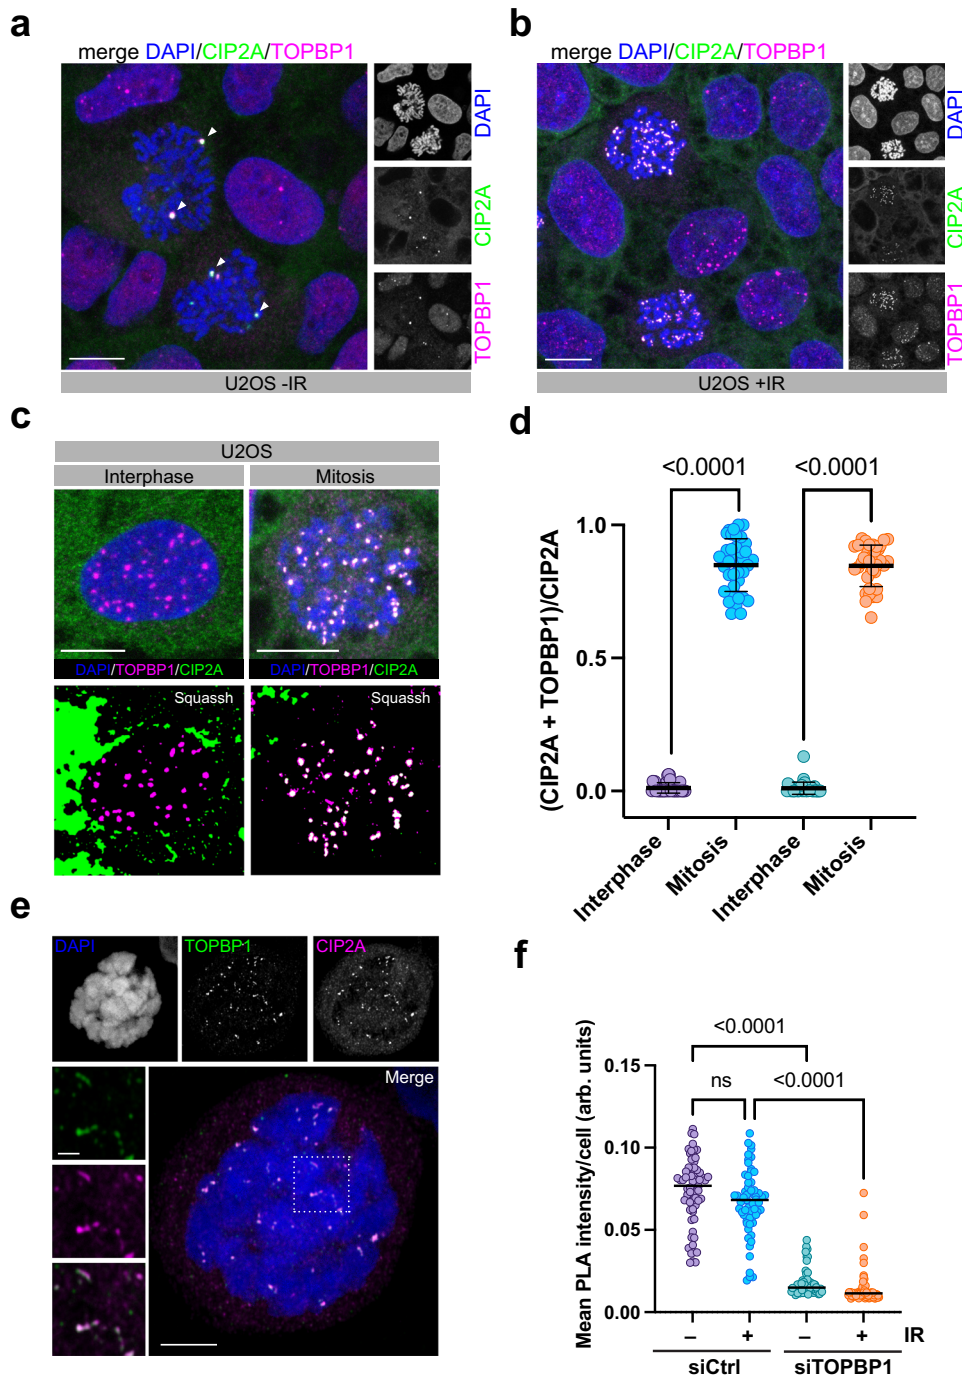 a
merge DAPI/CIP2A/TOPBP1
DAPI
CIP2A
TOPBP1
U2OS -IR
b
merge DAPI/CIP2A/TOPBP1
DAPI
CIP2A
TOPBP1
U2OS +IR
c
U2OS
Interphase
Mitosis
DAPI/TOPBP1/CIP2A
DAPI/TOPBP1/CIP2A
Squassh
Squassh
d
<0.0001
<0.0001
(CIP2A + TOPBP1)/CIP2A
1.0
0.5
0.0
Interphase
Mitosis
Interphase
Mitosis
e
DAPI
TOPBP1
CIP2A
Merge
f
<0.0001
ns
<0.0001
Mean PLA intensity/cell (arb. units)
0.15
0.10
0.05
0.00
– + – + IR
siCtrl siTOPBP1